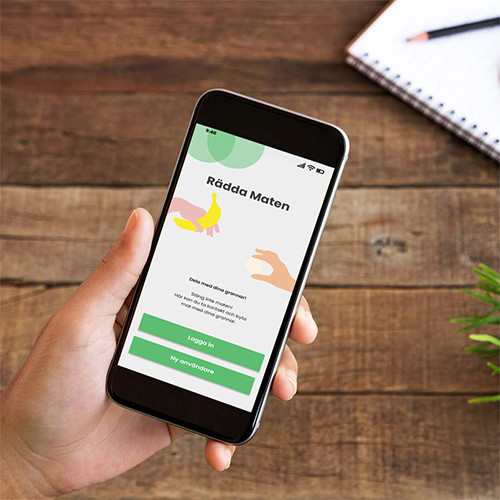 9:40
Rädda Maten
Dela med dina grannar!
Släng inte maten!
Här kan du ta kontakt och byta
mat med dina grannar.
Logga in
Ny användare